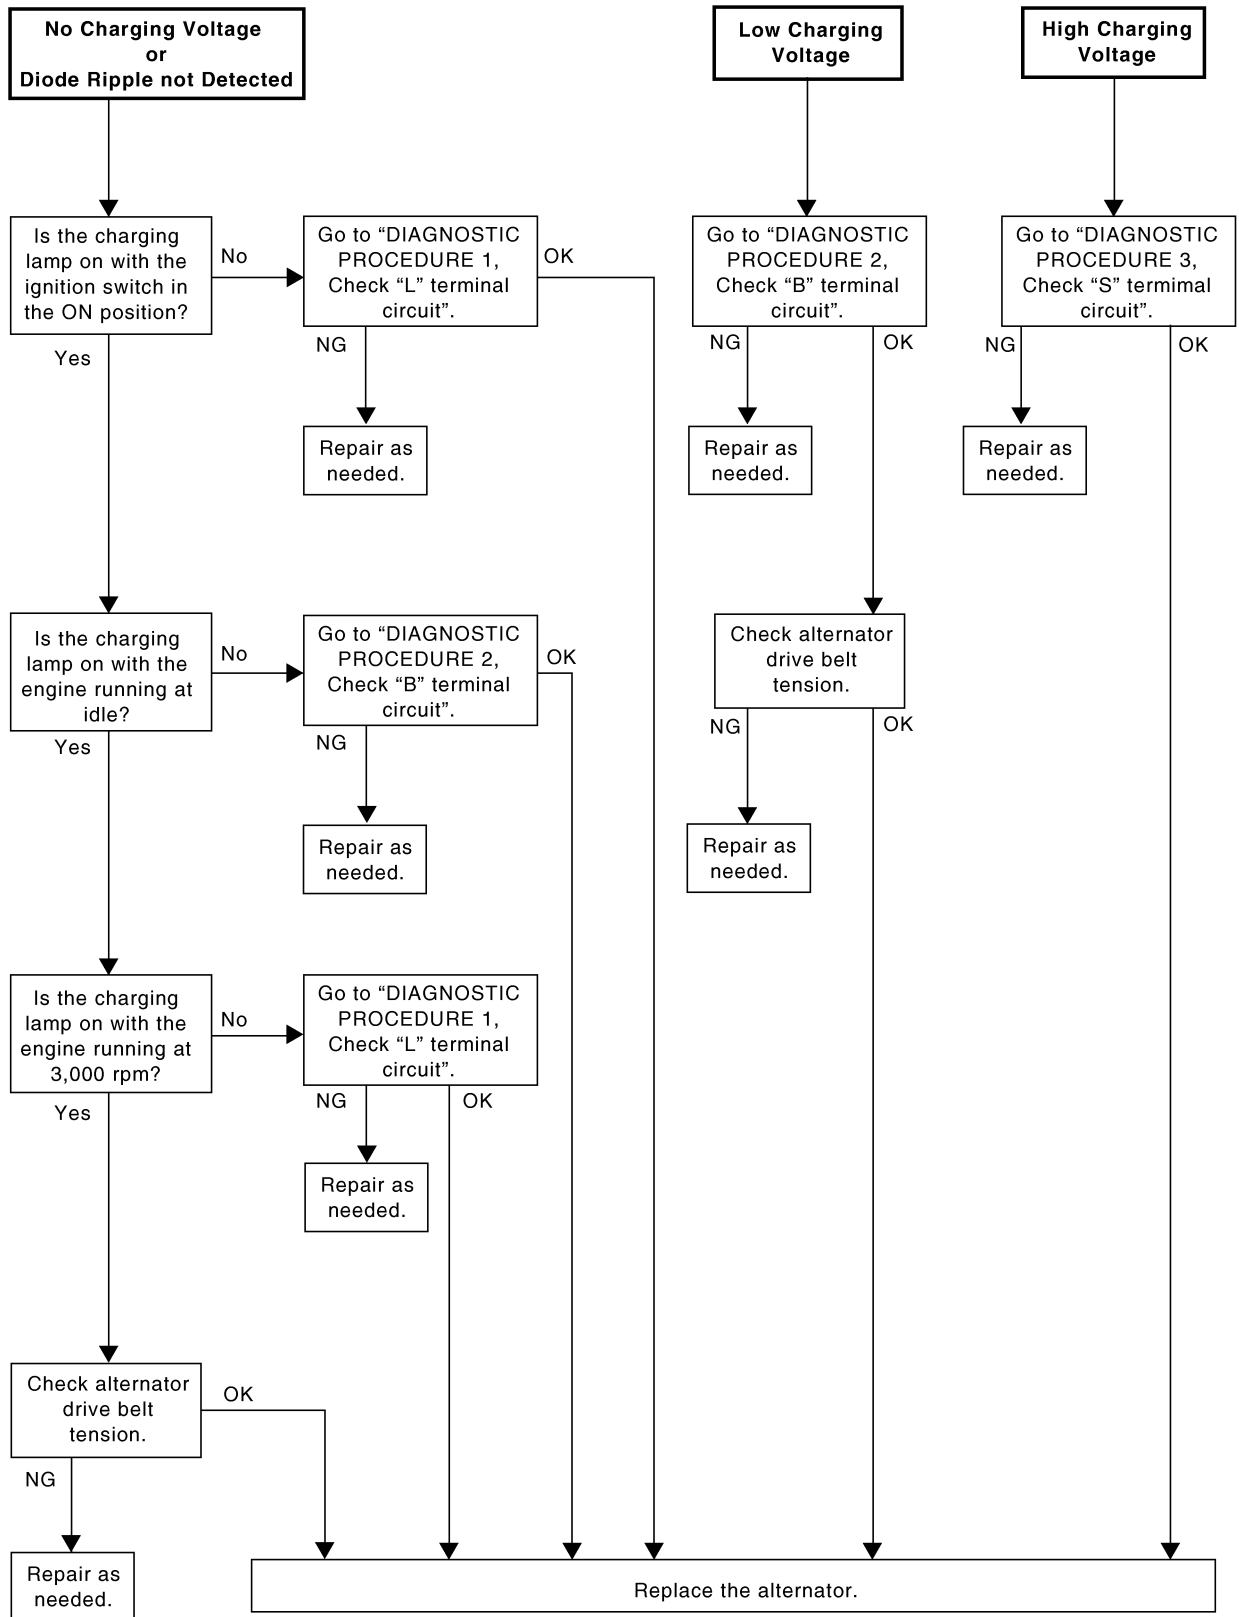 No Charging Voltage
or
Diode Ripple not Detected
Low Charging
Voltage
High Charging
Voltage
Is the charging
lamp on with the
ignition switch in
the ON position?
No
Go to “DIAGNOSTIC
PROCEDURE 1,
Check “L” terminal
circuit”.
OK
Go to “DIAGNOSTIC
PROCEDURE 2,
Check “B” terminal
circuit”.
Go to “DIAGNOSTIC
PROCEDURE 3,
Check “S” termimal
circuit”.
Yes
NG
NG
OK
NG
OK
Repair as
needed.
Repair as
needed.
Repair as
needed.
Is the charging
lamp on with the
engine running at
idle?
No
Go to “DIAGNOSTIC
PROCEDURE 2,
Check “B” terminal
circuit”.
OK
Check alternator
drive belt
tension.
Yes
NG
NG
OK
Repair as
needed.
Repair as
needed.
Is the charging
lamp on with the
engine running at
3,000 rpm?
No
Go to “DIAGNOSTIC
PROCEDURE 1,
Check “L” terminal
circuit”.
Yes
NG
OK
Repair as
needed.
Check alternator
drive belt
tension.
OK
NG
Repair as
needed.
Replace the alternator.